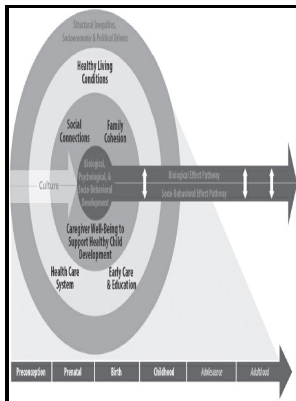 Structural Inequities,
Socioeconomic & Political Drivers
Healthy Living
Conditions
Social
Connections
Family
Cohesion
Biological,
Psychological, &
Socio-Behavioral
Development
Culture
Biological Effect Pathway
Socio-Behavioral Effect Pathway
Caregiver Well-Being to
Support Healthy Child
Development
Health Care
System
Early Care
& Education
Preconception
Prenatal
Birth
Childhood
Adolescence
Adulthood